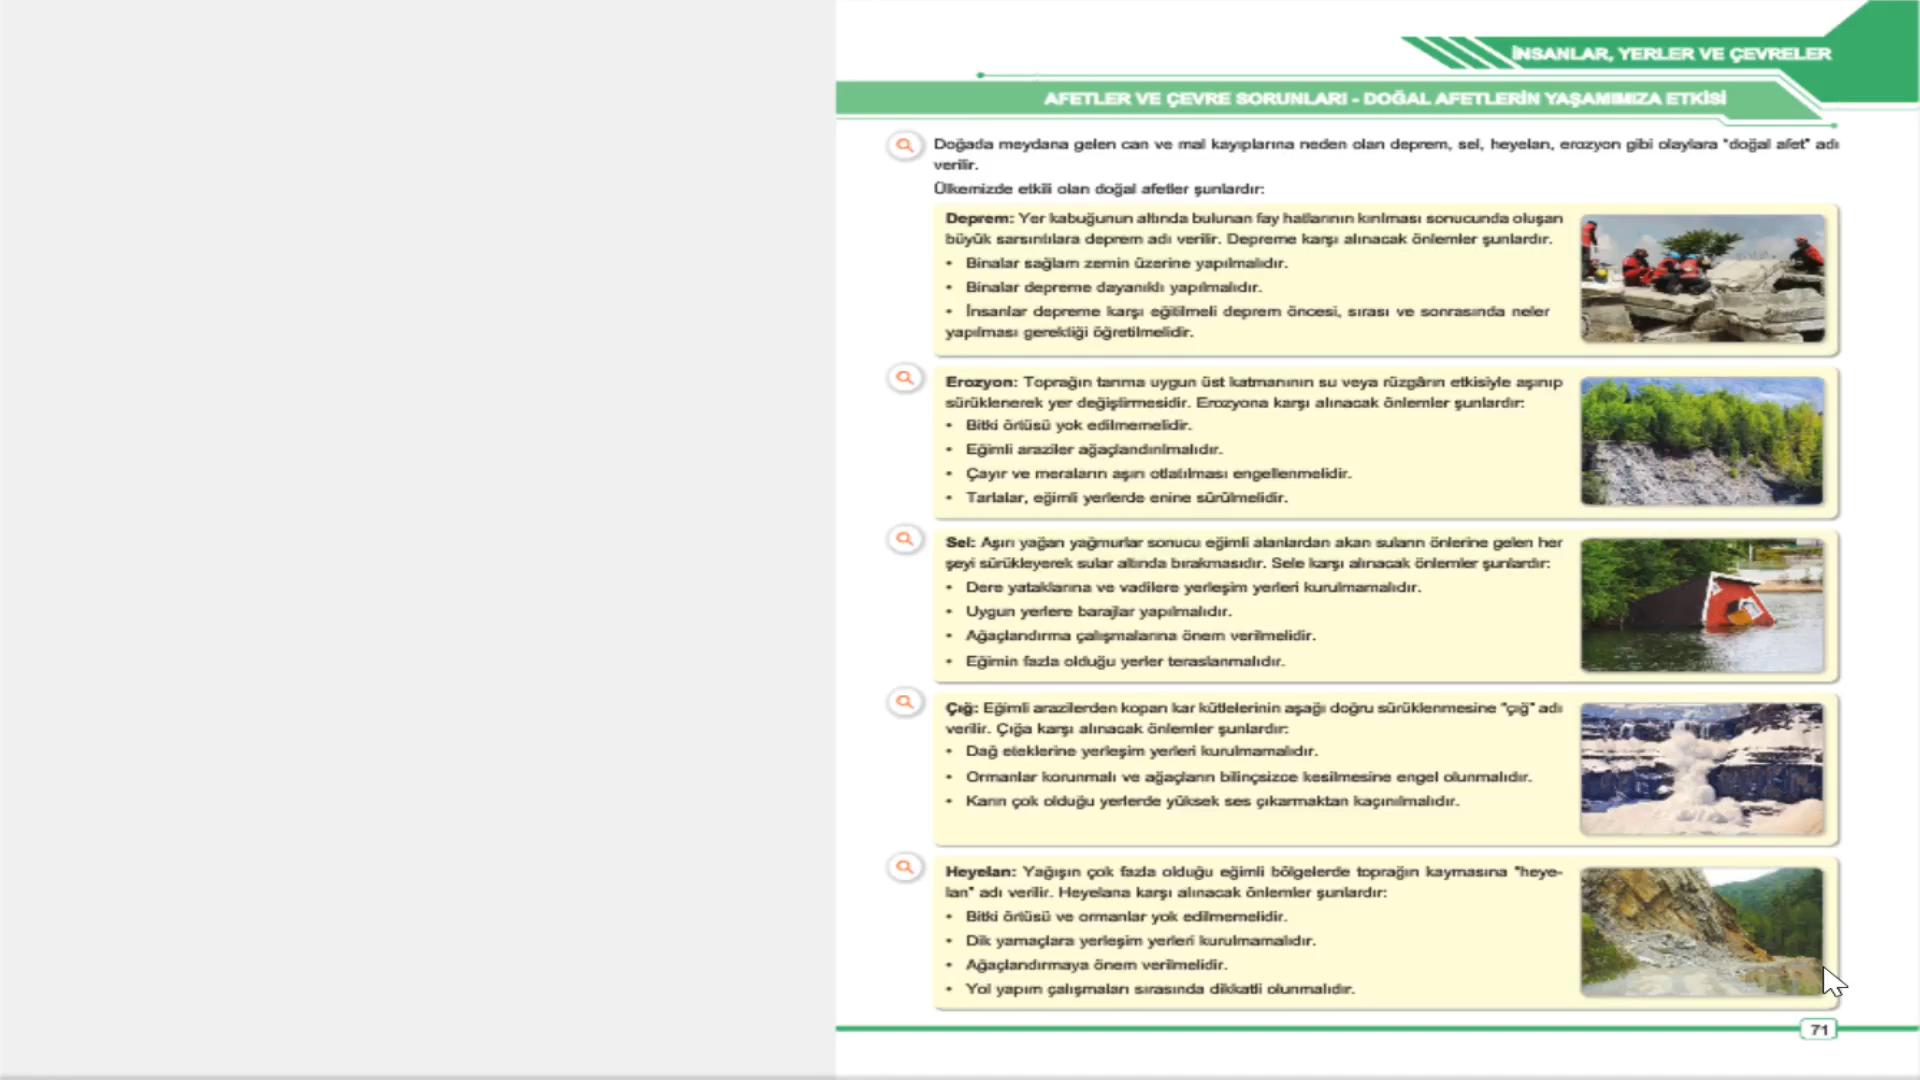 İNSANLAR, YERLER VE ÇEVRELER
AFETLER VE ÇEVRE SORUNLARI - DOĞAL AFETLERİN YAŞAMIMIZA ETKİSİ
Doğada meydana gelen can ve mal kayıplarına neden olan deprem, sel, heyelan, erozyon gibi olaylara "doğal afet" adı
verilir.
Ülkemizde etkili olan doğal afetler şunlardır:
Deprem: Yer kabuğunun altında bulunan fay hatlarının kırılması sonucunda oluşan
büyük sarsıntılara deprem adı verilir. Depreme karşı alınacak önlemler şunlardır.
• Binalar sağlam zemin üzerine yapılmalıdır.
• Binalar depreme dayanıklı yapılmalıdır.
• İnsanlar depreme karşı eğitilmeli deprem öncesi, sırası ve sonrasında neler
yapılması gerektiği öğretilmelidir.
Erozyon: Toprağın tarıma uygun üst katmanının su veya rüzgârın etkisiyle aşınıp
sürüklenerek yer değiştirmesidir. Erozyona karşı alınacak önlemler şunlardır:
• Bitki örtüsü yok edilmemelidir.
• Eğimli araziler ağaçlandırılmalıdır.
• Çayır ve meraların aşırı otlatılması engellenmelidir.
• Tarlalar, eğimli yerlerde enine sürülmelidir.
Sel: Aşırı yağan yağmurlar sonucu eğimli alanlardan akan suların önlerine gelen her
şeyi sürükleyerek sular altında bırakmasıdır. Sele karşı alınacak önlemler şunlardır:
• Dere yataklarına ve vadilere yerleşim yerleri kurulmamalıdır.
• Uygun yerlere barajlar yapılmalıdır.
• Ağaçlandırma çalışmalarına önem verilmelidir.
• Eğimin fazla olduğu yerler teraslanmalıdır.
Çığ: Eğimli arazilerden kopan kar kütlelerinin aşağı doğru sürüklenmesine "çığ" adı
verilir. Çığa karşı alınacak önlemler şunlardır:
• Dağ eteklerine yerleşim yerleri kurulmamalıdır.
• Ormanlar korunmalı ve ağaçların bilinçsizce kesilmesine engel olunmalıdır.
• Karın çok olduğu yerlerde yüksek ses çıkarmaktan kaçınılmalıdır.
Heyelan: Yağışın çok fazla olduğu eğimli bölgelerde toprağın kaymasına "heye-
lan" adı verilir. Heyelana karşı alınacak önlemler şunlardır:
• Bitki örtüsü ve ormanlar yok edilmemelidir.
• Dik yamaçlara yerleşim yerleri kurulmamalıdır.
• Ağaçlandırmaya önem verilmelidir.
• Yol yapım çalışmaları sırasında dikkatli olunmalıdır.
71